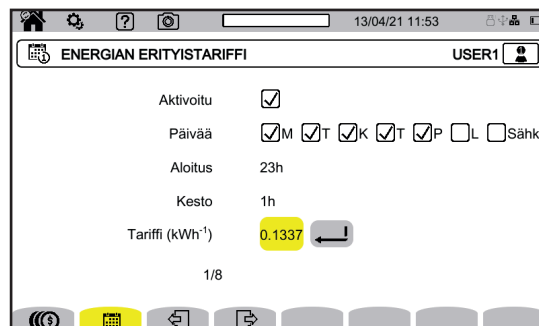 13/04/21 11:53
ENERGIAN ERITYISTARIFFI USER1
Aktivoitu
Päivää M T K T P L Sähk
Aloitus 23h
Kesto 1h
Tariffi (kWh-1) 0.1337
1/8